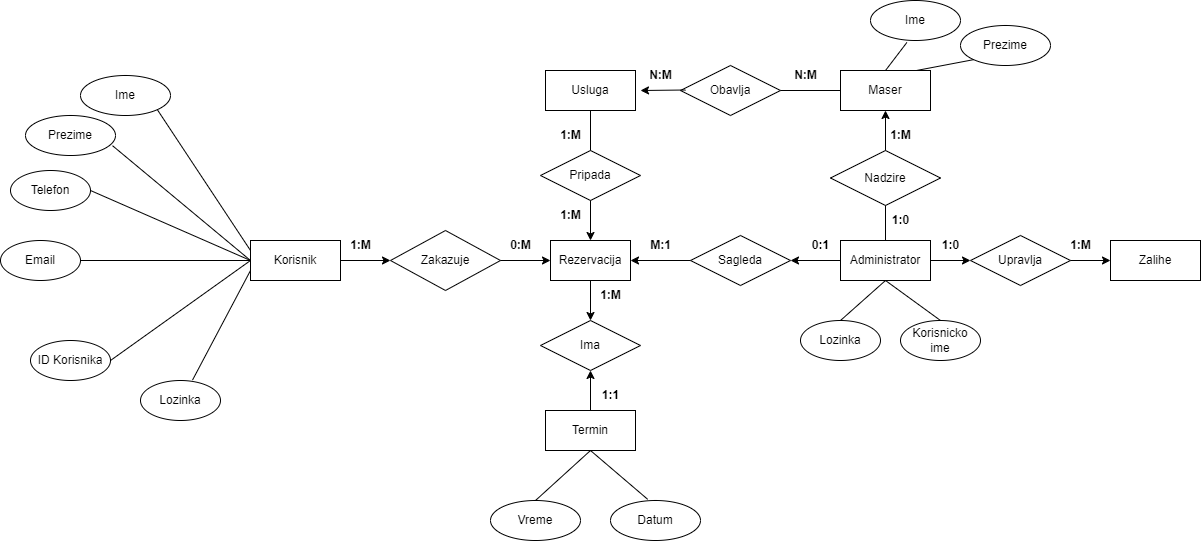 Ime
Prezime
Ime
Prezime
Telefon
Email
ID Korisnika
Lozinka
Usluga
N:M
Obavlja
N:M
Maser
1:M
Pripada
1:M
1:M
Nadzire
1:0
Korisnik
1:M
Zakazuje
0:M
Rezervacija
M:1
Sagleda
0:1
Administrator
1:0
Upravlja
1:M
Zalihe
1:M
Ima
1:1
Lozinka
Korisnicko
ime
Termin
Vreme
Datum